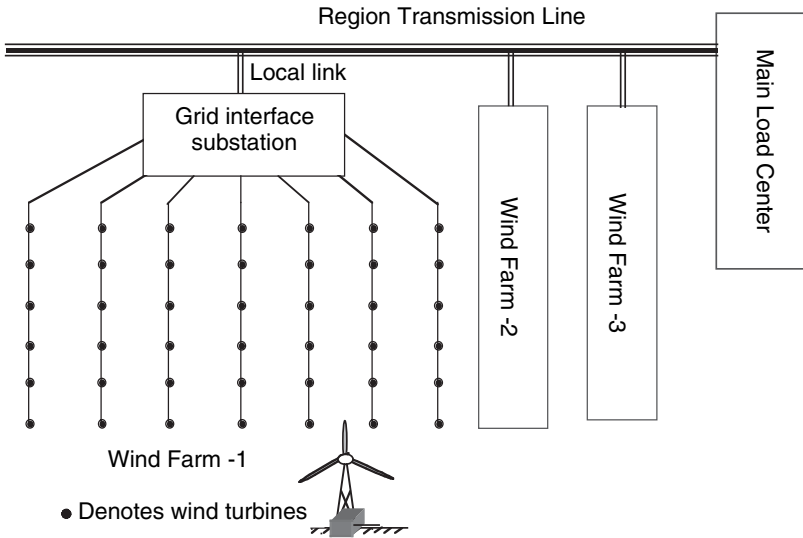 Region Transmission Line
Local link
Grid interface
substation
Wind Farm -2
Wind Farm -3
Main Load Center
Wind Farm -1
Denotes wind turbines